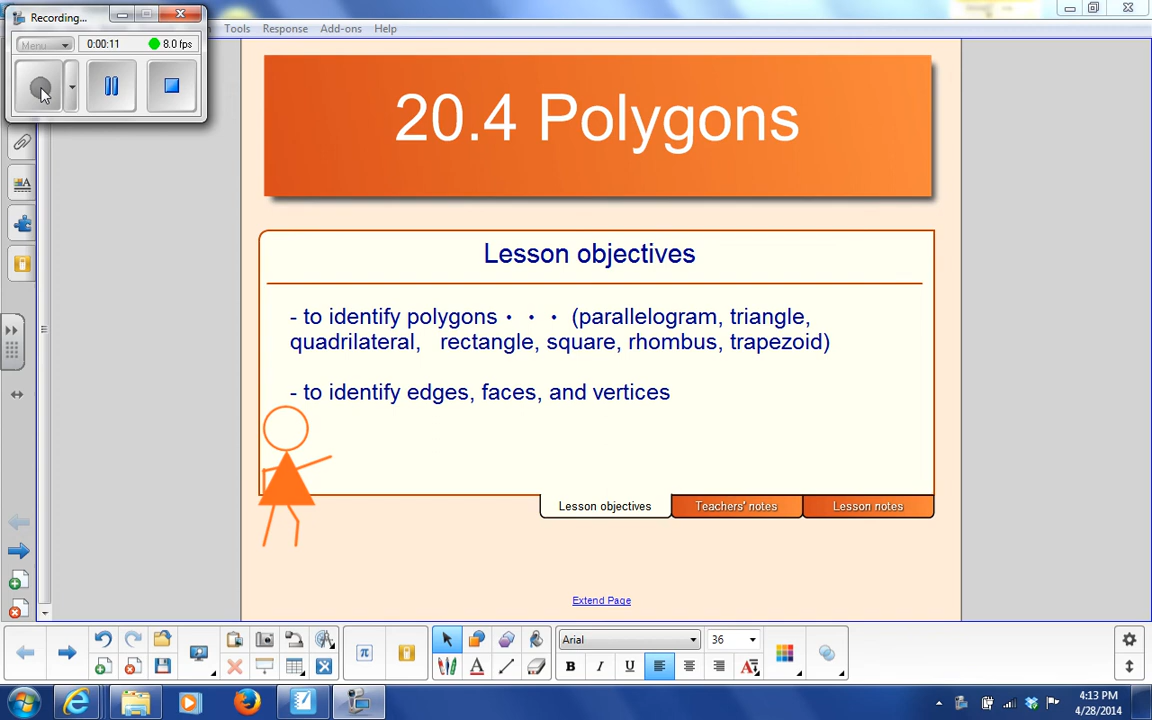 Recording...
Menu
0:00:11
8.0 fps
Tools Response Add-ons Help
20.4 Polygons
Lesson objectives
- to identify polygons · · · (parallelogram, triangle,
quadrilateral, rectangle, square, rhombus, trapezoid)
- to identify edges, faces, and vertices
Lesson objectives
Teachers' notes
Lesson notes
Extend Page
Arial
36
B I U
4:13 PM
4/28/2014